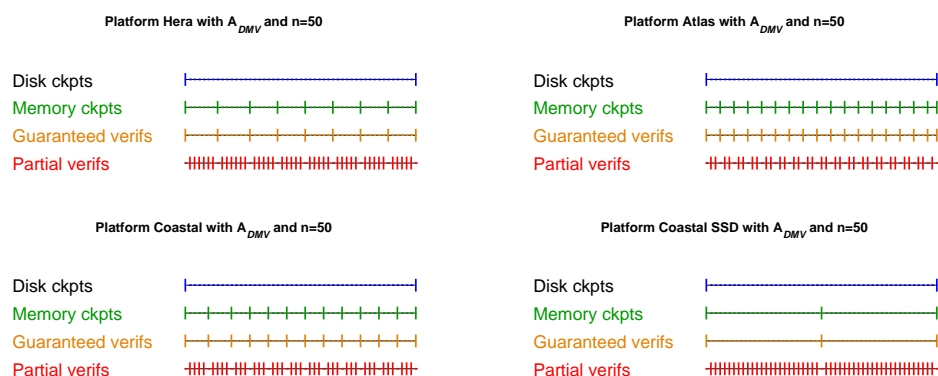 Platform Hera with A_DMV and n=50
Disk ckpts
Memory ckpts
Guaranteed verifs
Partial verifs
Platform Atlas with A_DMV and n=50
Disk ckpts
Memory ckpts
Guaranteed verifs
Partial verifs
Platform Coastal with A_DMV and n=50
Disk ckpts
Memory ckpts
Guaranteed verifs
Partial verifs
Platform Coastal SSD with A_DMV and n=50
Disk ckpts
Memory ckpts
Guaranteed verifs
Partial verifs